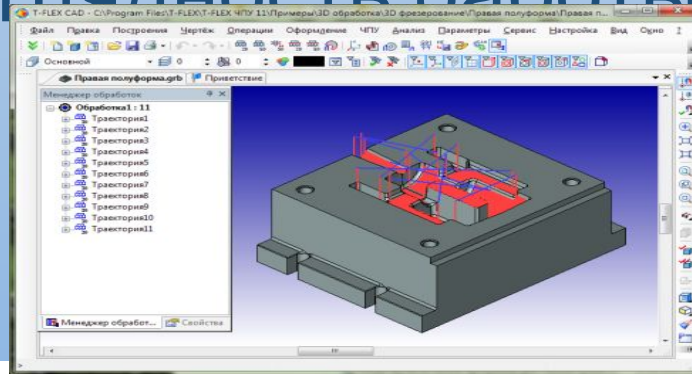 T-FLEX CAD - C:\Program Files\T-FLEX\T-FLEX ЧПУ 11\Примеры\3D обработка\3D фрезерование\Правая полуформа\Правая п...
Файл Правка Построения Чертёж Операции Оформление ЧПУ Анализ Параметры Сервис Настройка Вид Окно ?
Основной 0 0
Правая полуформа.grb Приветствие
Менеджер обработок
Обработка1 : 11
Траектория1
Траектория2
Траектория3
Траектория4
Траектория5
Траектория6
Траектория7
Траектория8
Траектория9
Траектория10
Траектория11
Менеджер обработ... Свойства